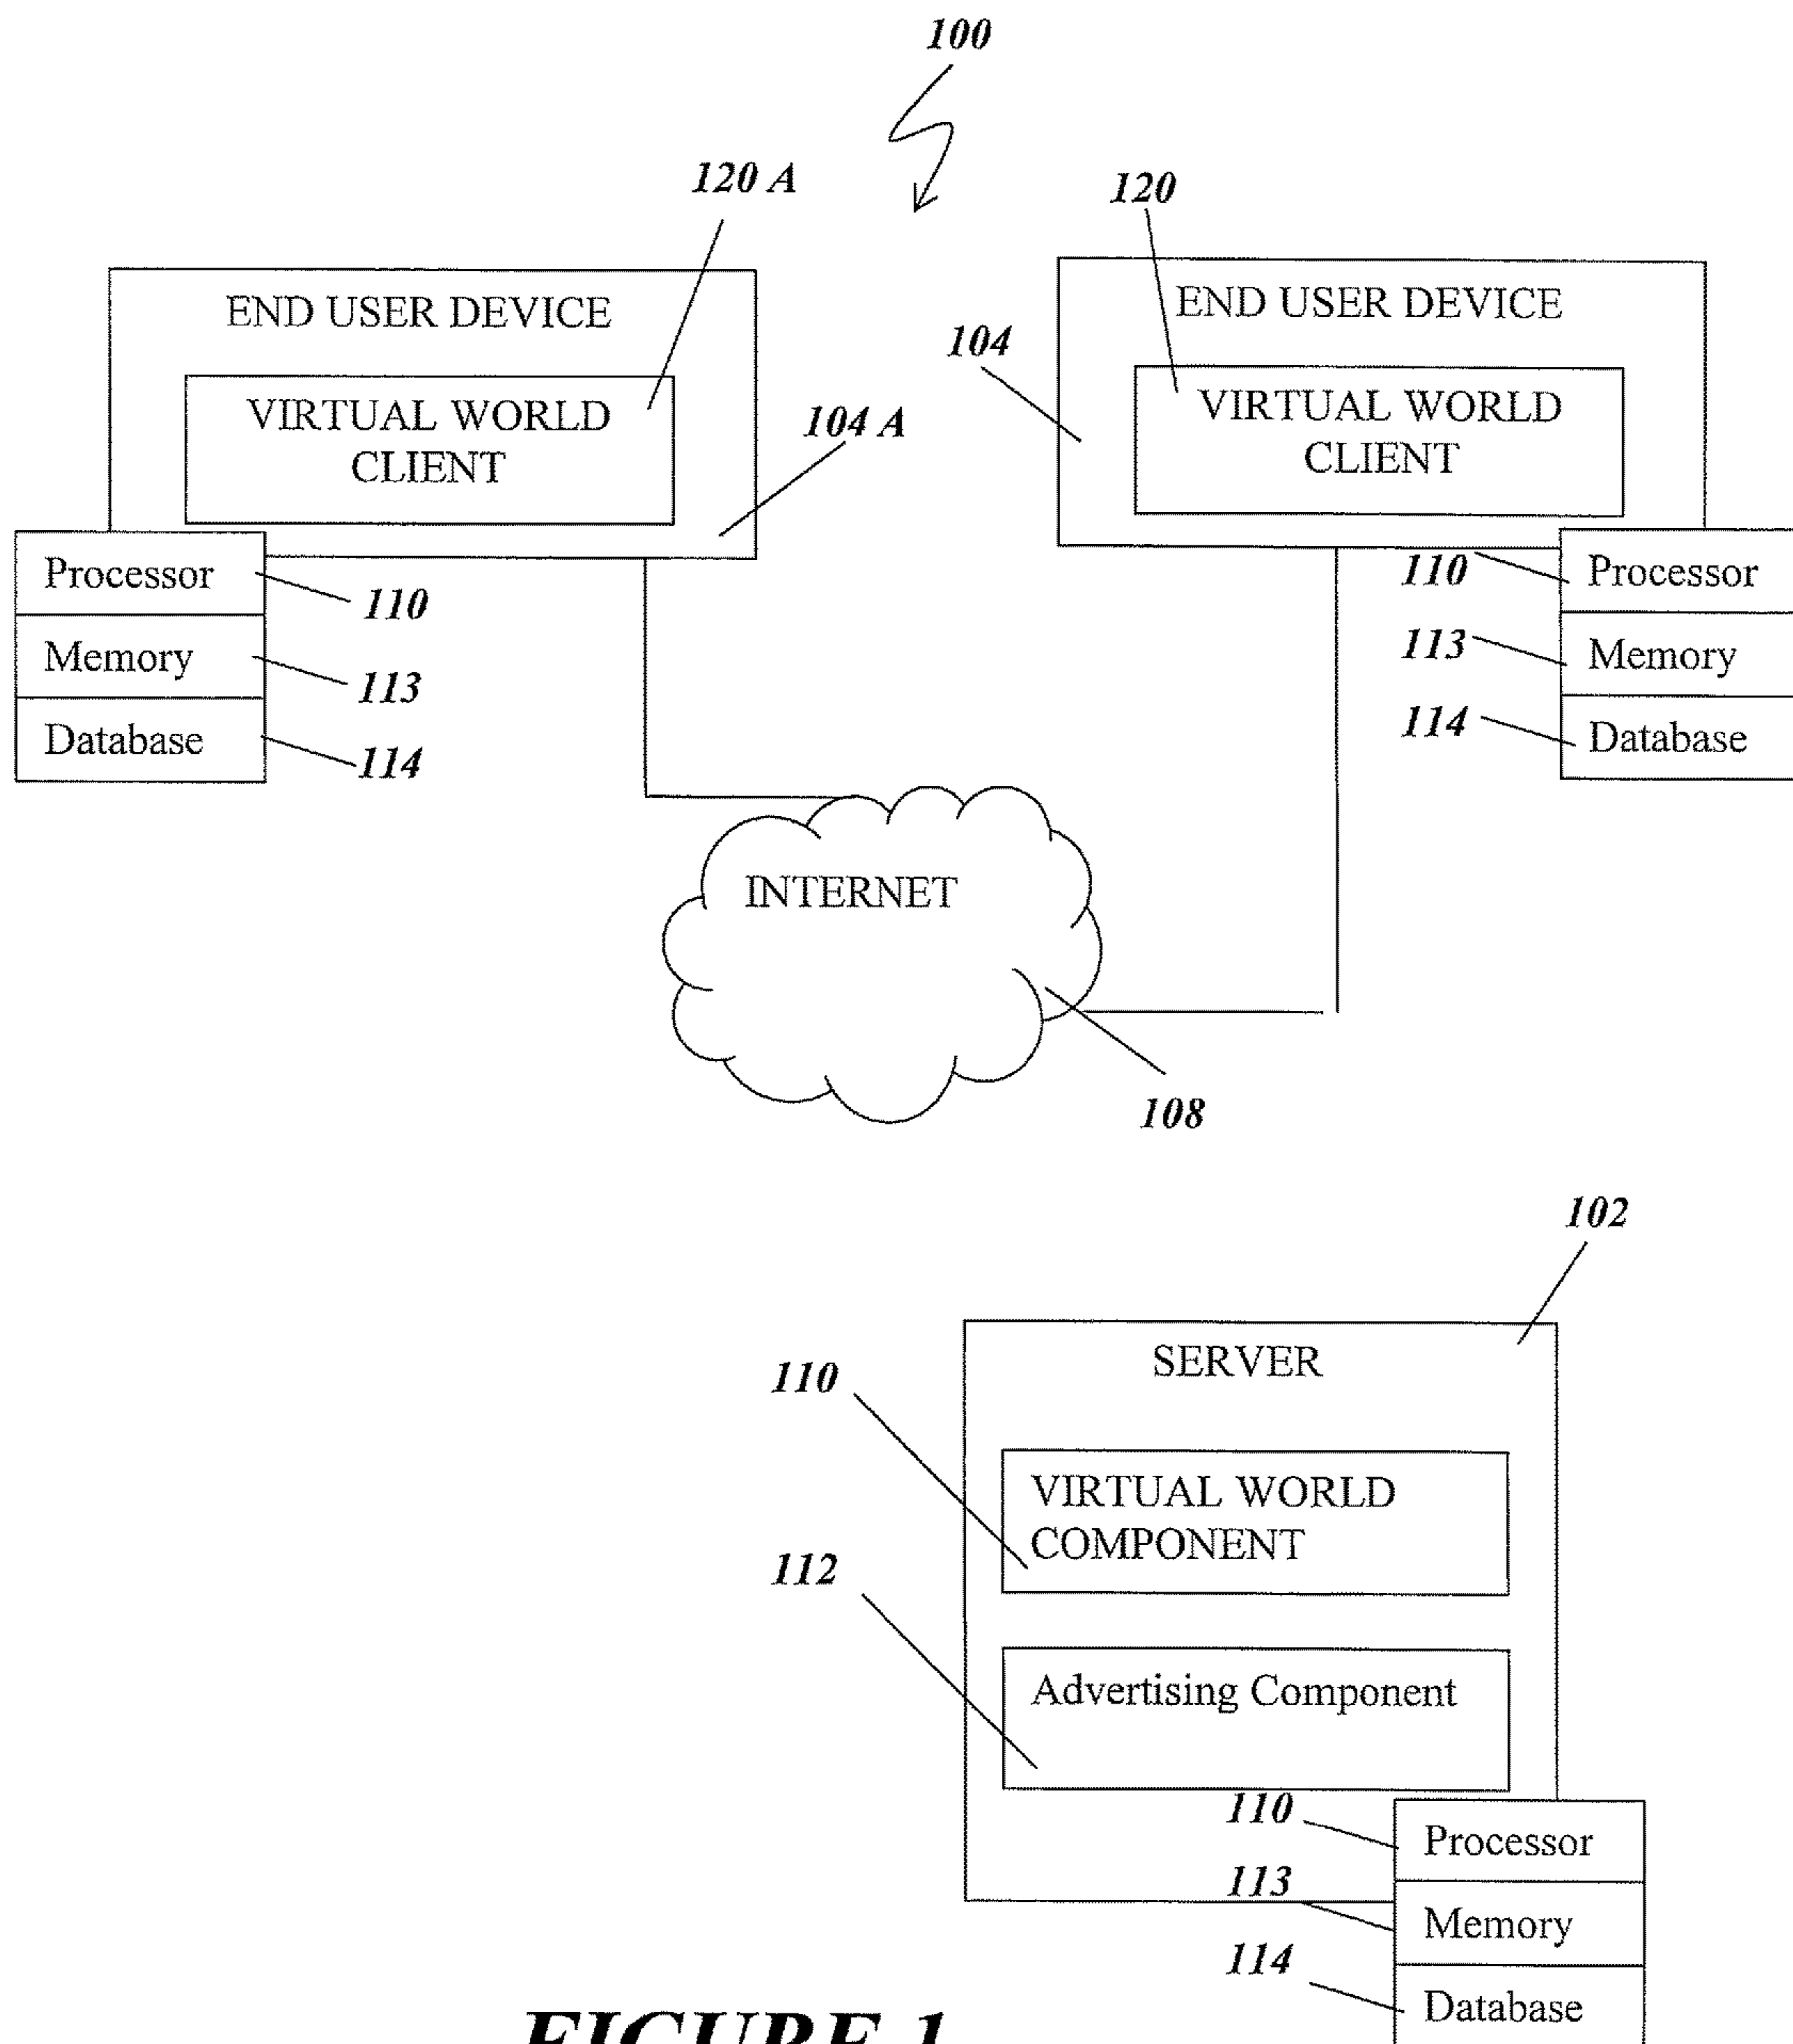 100
120 A
120
END USER DEVICE
END USER DEVICE
104
VIRTUAL WORLD
CLIENT
104 A
VIRTUAL WORLD
CLIENT
Processor
110
Memory
113
Database
114
110
Processor
113
Memory
114
Database
INTERNET
108
102
SERVER
110
VIRTUAL WORLD
COMPONENT
112
Advertising Component
110
Processor
113
Memory
114
Database
FIGURE 1